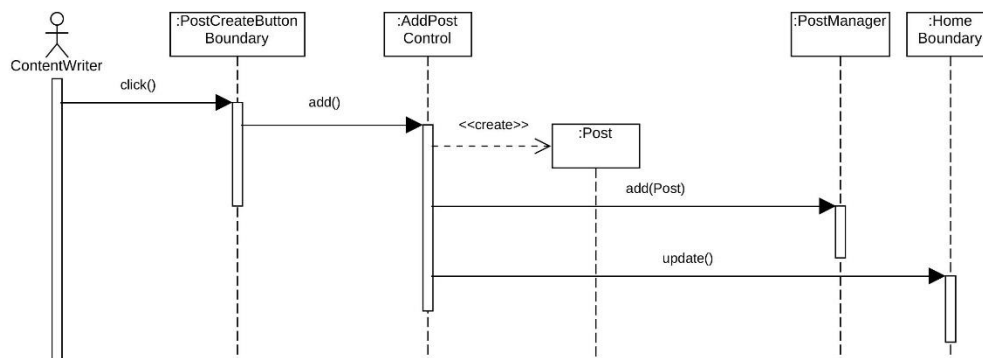 :PostCreateButton
Boundary
:AddPost
Control
:PostManager
:Home
Boundary
ContentWriter
click()
add()
<<create>>
:Post
add(Post)
update()